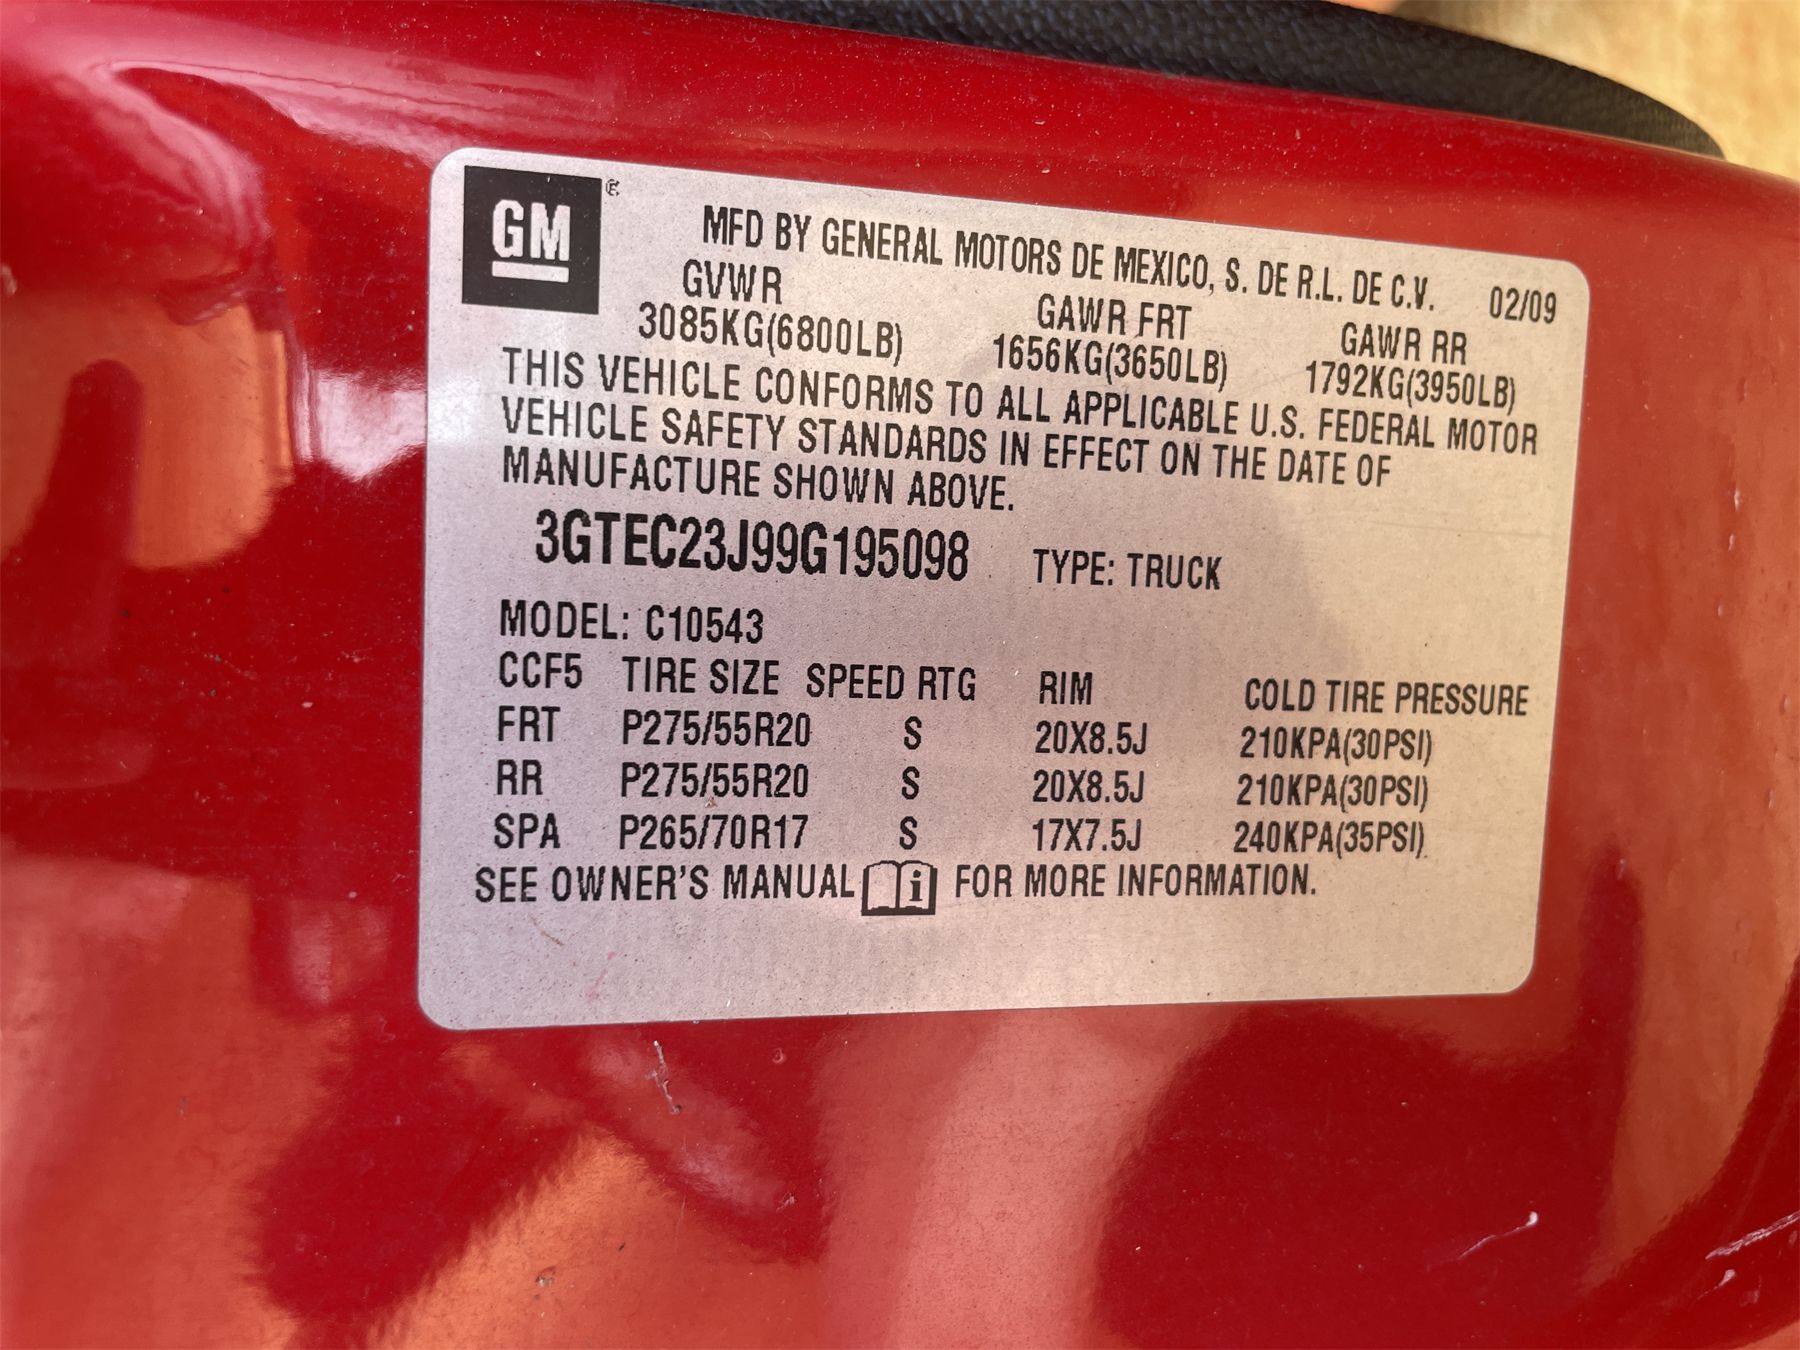 GM
MFD BY GENERAL MOTORS DE MEXICO, S. DE R.L. DE C.V. 02/09
GVWR GAWR FRT GAWR RR
3085KG(6800LB) 1656KG(3650LB) 1792KG(3950LB)
THIS VEHICLE CONFORMS TO ALL APPLICABLE U.S. FEDERAL MOTOR
VEHICLE SAFETY STANDARDS IN EFFECT ON THE DATE OF
MANUFACTURE SHOWN ABOVE.
3GTEC23J99G195098 TYPE: TRUCK
MODEL: C10543
CCF5 TIRE SIZE SPEED RTG RIM COLD TIRE PRESSURE
FRT P275/55R20 S 20X8.5J 210KPA(30PSI)
RR P275/55R20 S 20X8.5J 210KPA(30PSI)
SPA P265/70R17 S 17X7.5J 240KPA(35PSI)
SEE OWNER'S MANUAL i FOR MORE INFORMATION.